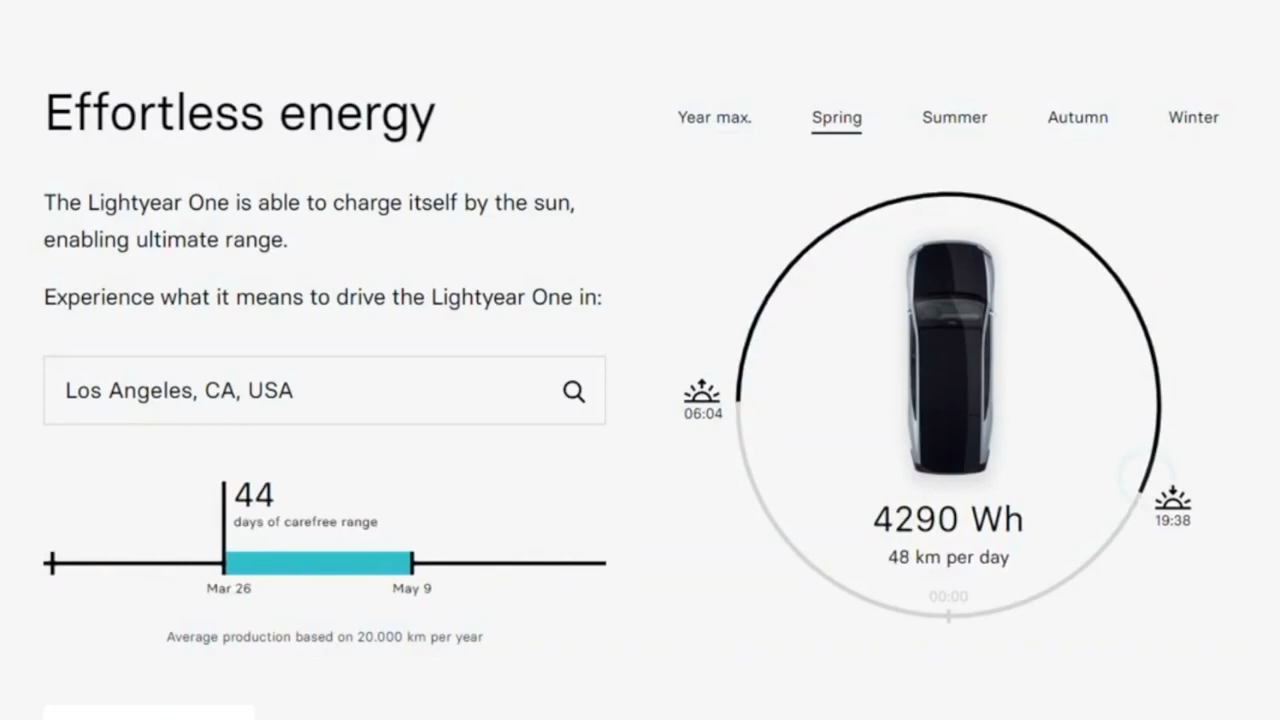 Effortless energy
Year max.
Spring
Summer
Autumn
Winter
The Lightyear One is able to charge itself by the sun,
enabling ultimate range.
Experience what it means to drive the Lightyear One in:
Los Angeles, CA, USA
44
days of carefree range
Mar 26
May 9
Average production based on 20.000 km per year
06:04
19:38
4290 Wh
48 km per day
00:00